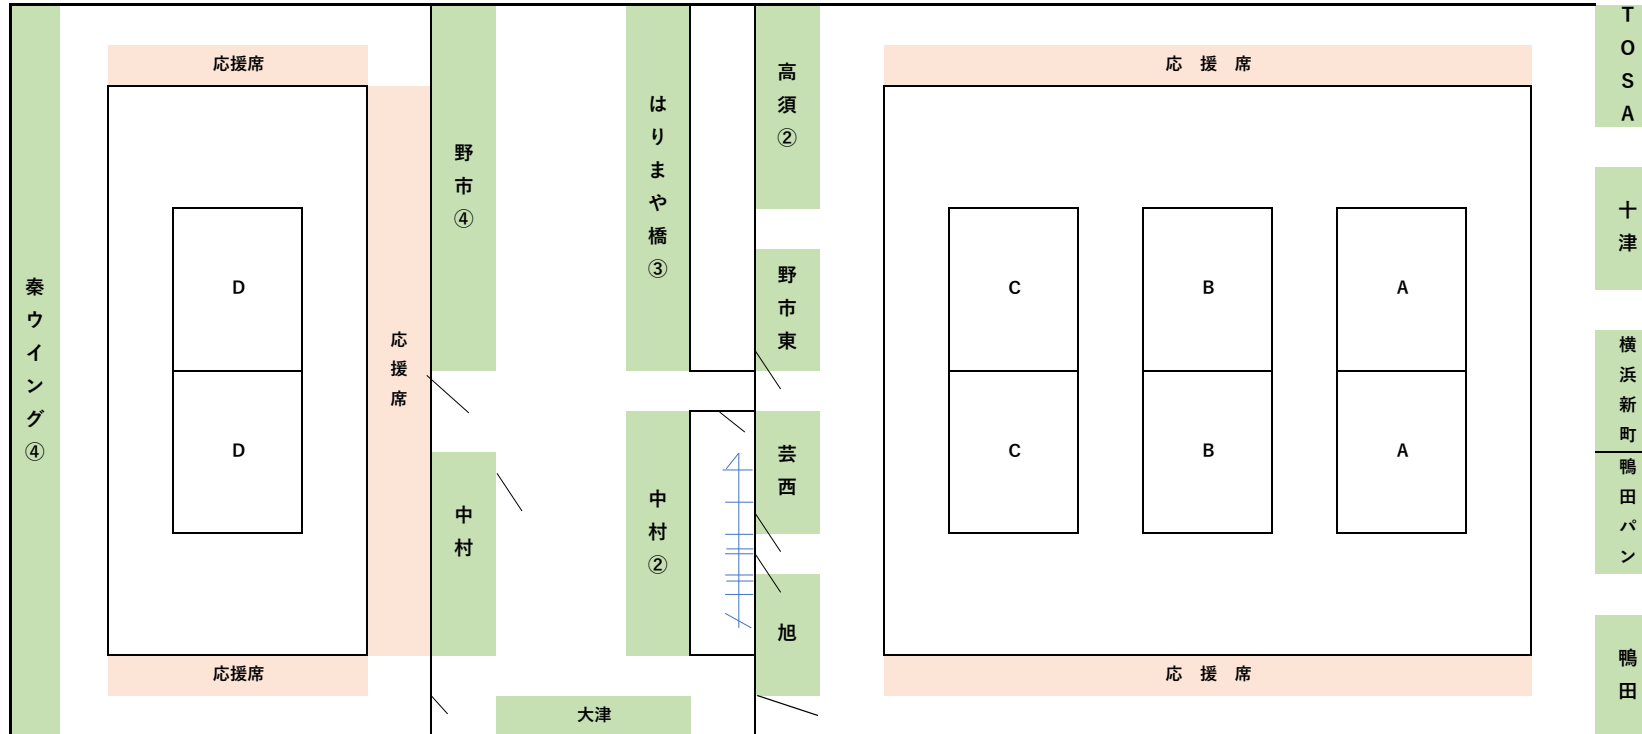 秦ウイング④
応援席
D
D
応援席
応援席
野市④
中村
大津
はりまや橋③
中村②
高須②
野市東
芸西
旭
応 援 席
C
B
A
C
B
A
応 援 席
TOSA
十津
横浜新町
鴨田パン
鴨田